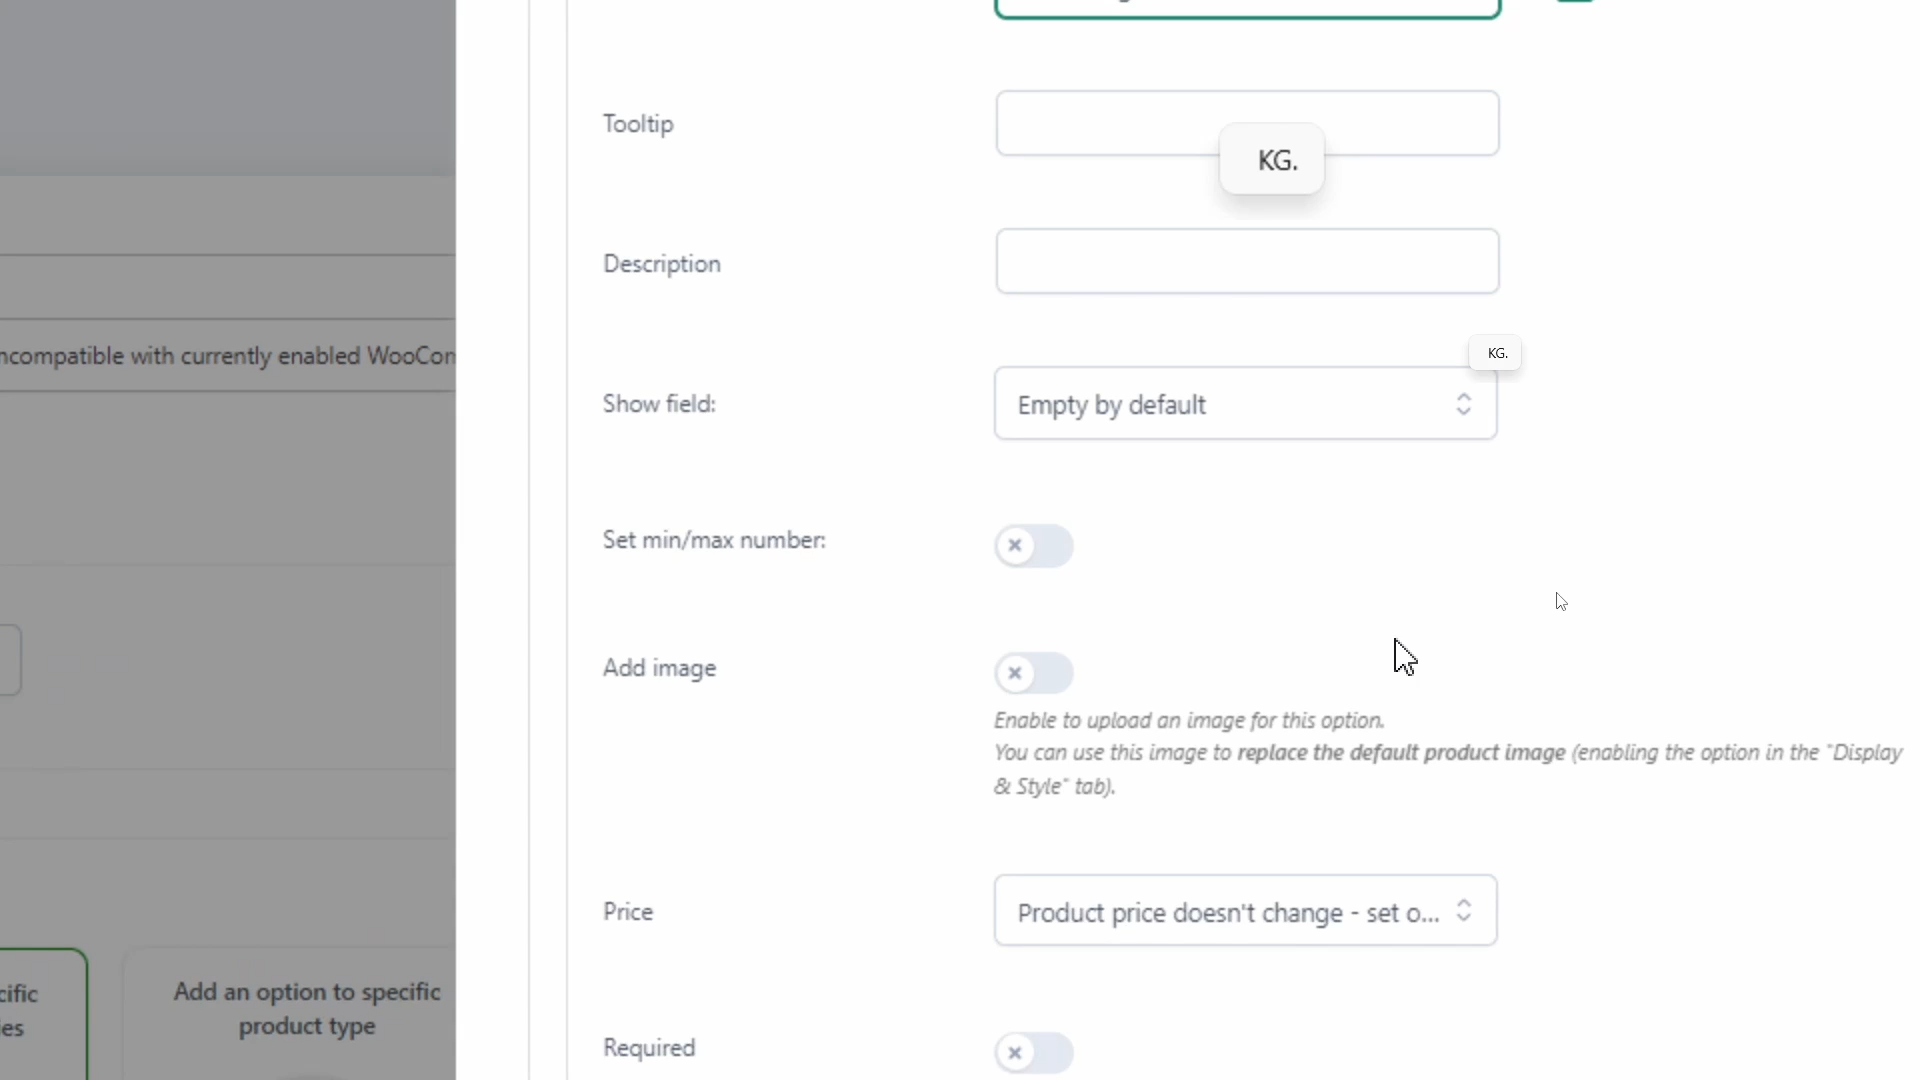 Tooltip
KG.
Description
KG.
ncompatible with currently enabled WooCom
Show field:
Empty by default
Set min/max number:
Add image
Enable to upload an image for this option.
You can use this image to replace the default product image (enabling the option in the "Display
& Style" tab).
Price
Product price doesn't change - set o...
cific
ies
Add an option to specific
product type
Required